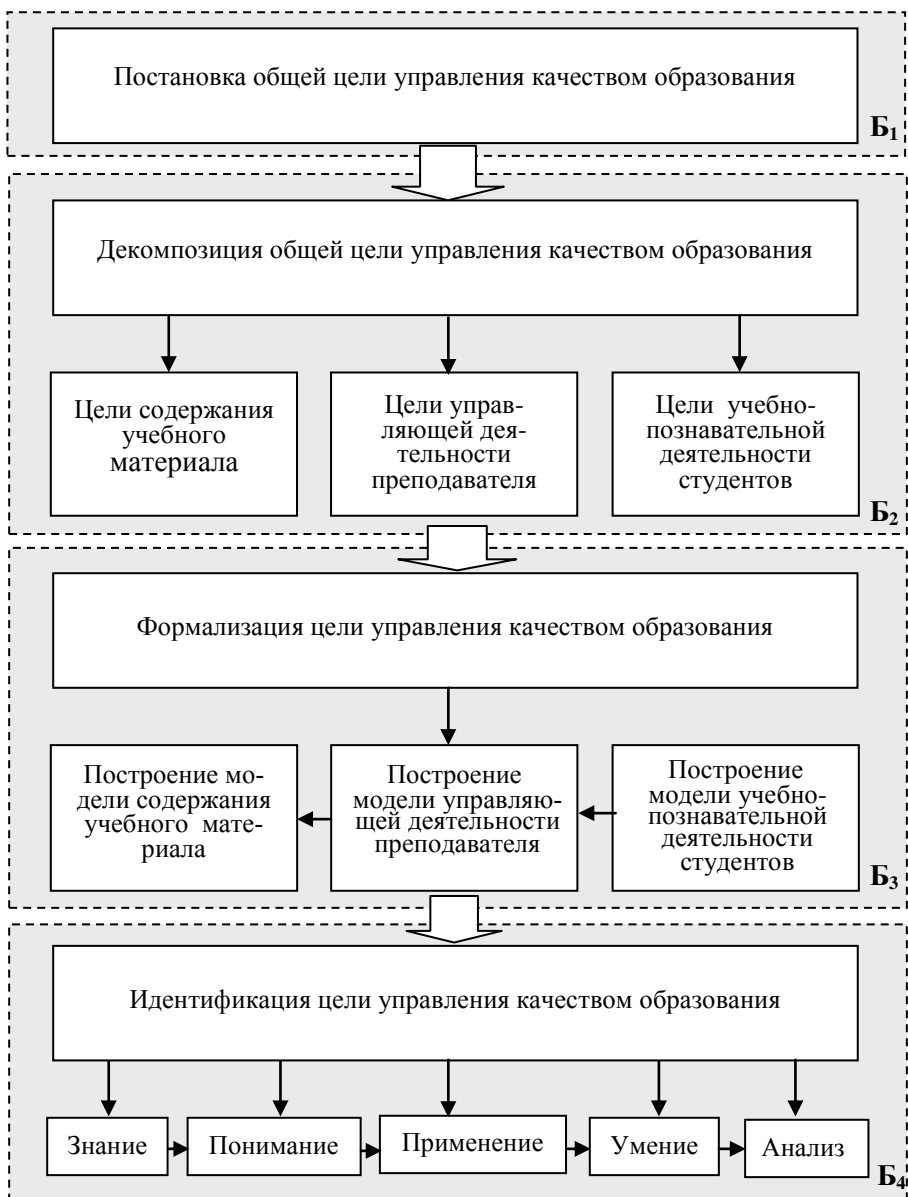 Постановка общей цели управления качеством образования
Б1
Декомпозиция общей цели управления качеством образования
Цели содержания
учебного
материала
Цели управ-
ляющей дея-
тельности
преподавателя
Цели учебно-
познавательной
деятельности
студентов
Б2
Формализация цели управления качеством образования
Построение мо-
дели содержания
учебного мате-
риала
Построение
модели управляю-
щей деятельности
преподавателя
Построение
модели учебно-
познавательной
деятельности
студентов
Б3
Идентификация цели управления качеством образования
Знание
Понимание
Применение
Умение
Анализ
Б4